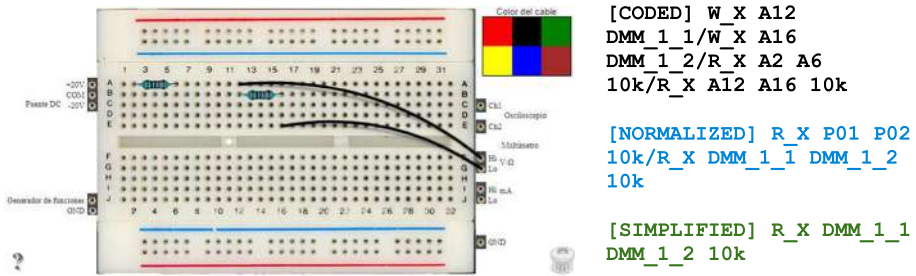 Color del cable
1 3 5 7 9 11 13 15 17 19 21 23 25 27 29 31
A A
B B
C C
D D
E E
+20V
COM
Fuente DC -20V
Ch1
Osciloscopio
Ch2
Multímetro
F
G G
H H
I I
J J
Hi
Lo V-Ω
Hi mA
Lo
Generador de funciones
GND
2 4 6 8 10 12 14 16 18 20 22 24 26 28 30 32
GND
?
[CODED] W_X A12
DMM_1_1/W_X A16
DMM_1_2/R_X A2 A6
10k/R_X A12 A16 10k
[NORMALIZED] R_X P01 P02
10k/R_X DMM_1_1 DMM_1_2
10k
[SIMPLIFIED] R_X DMM_1_1
DMM_1_2 10k